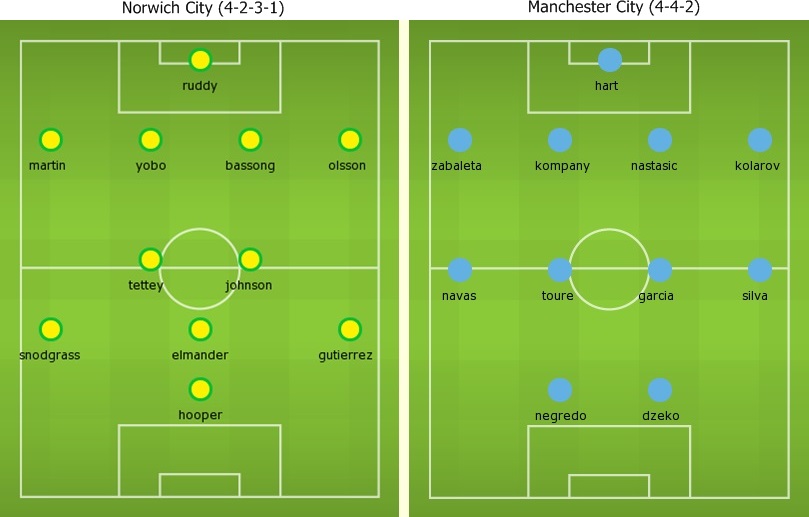 Norwich City (4-2-3-1)
ruddy
martin yobo bassong olsson
tettey johnson
snodgrass elmander gutierrez
hooper
Manchester City (4-4-2)
hart
zabaleta kompany nastasic kolarov
navas toure garcia silva
negredo dzeko